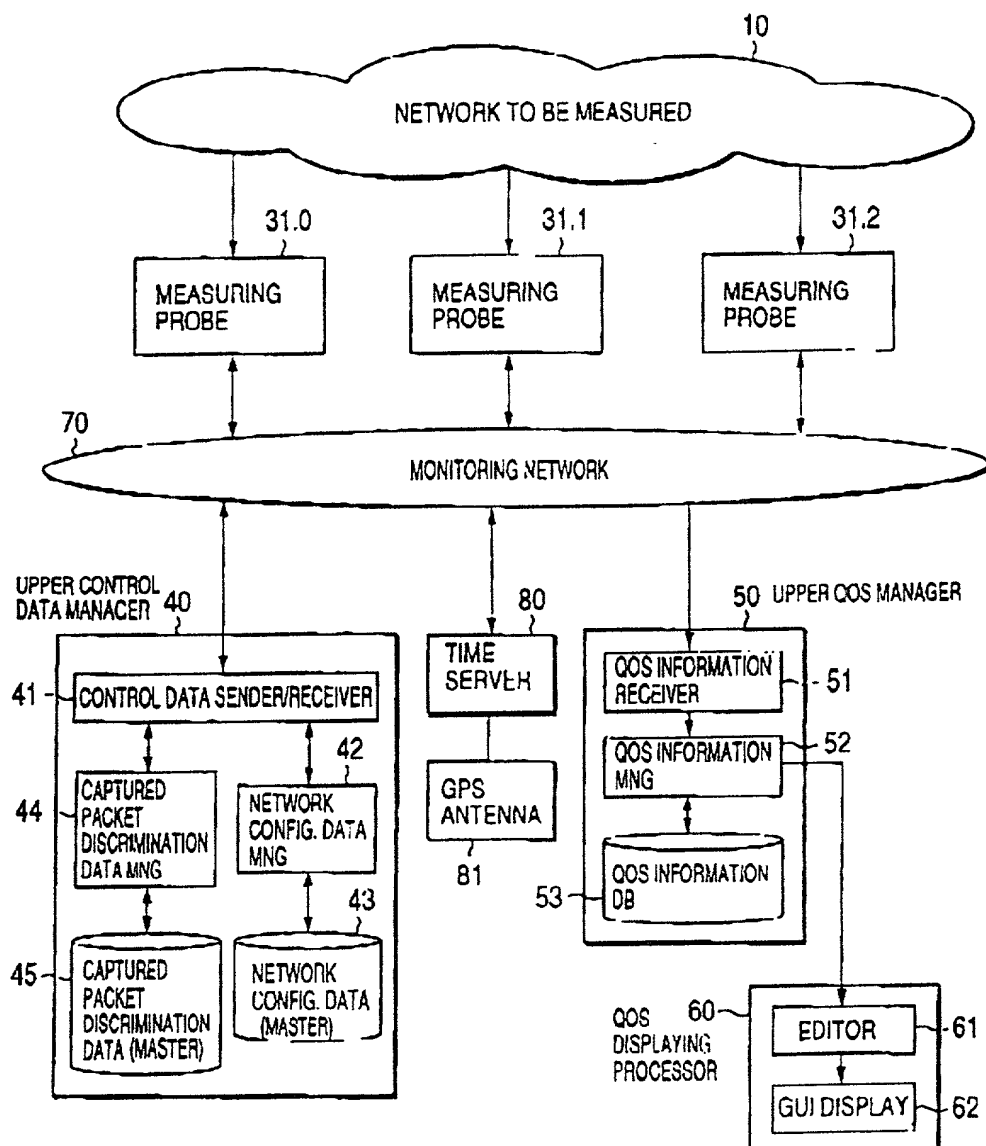 10
NETWORK TO BE MEASURED
31.0
31.1
31.2
MEASURING
PROBE
MEASURING
PROBE
MEASURING
PROBE
70
MONITORING NETWORK
UPPER CONTROL
DATA MANAGER
40
41
CONTROL DATA SENDER/RECEIVER
44
CAPTURED
PACKET
DISCRIMINATION
DATA MNG
42
NETWORK
CONFIG. DATA
MNG
45
CAPTURED
PACKET
DISCRIMINATION
DATA (MASTER)
43
NETWORK
CONFIG. DATA
(MASTER)
80
TIME
SERVER
GPS
ANTENNA
81
50
UPPER QOS MANAGER
QOS INFORMATION
RECEIVER
51
QOS INFORMATION
MNG
52
53
QOS INFORMATION
DB
QOS
DISPLAYING
PROCESSOR
60
EDITOR
61
GUI DISPLAY
62